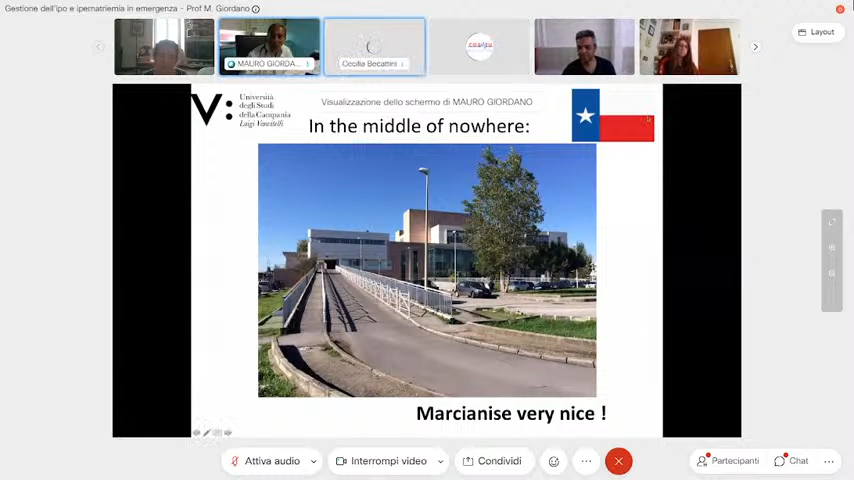 Gestione dell'ipo e ipernatriemia in emergenza - Prof M. Giordano
Layout
MAURO GIORDA...
Cecilia Becattini
Visualizzazione dello schermo di MAURO GIORDANO
V:
Università
degli Studi
della Campania
Luigi Vanvitelli
In the middle of nowhere:
Marcianise very nice !
Attiva audio
Interrompi video
Condividi
Partecipanti
Chat